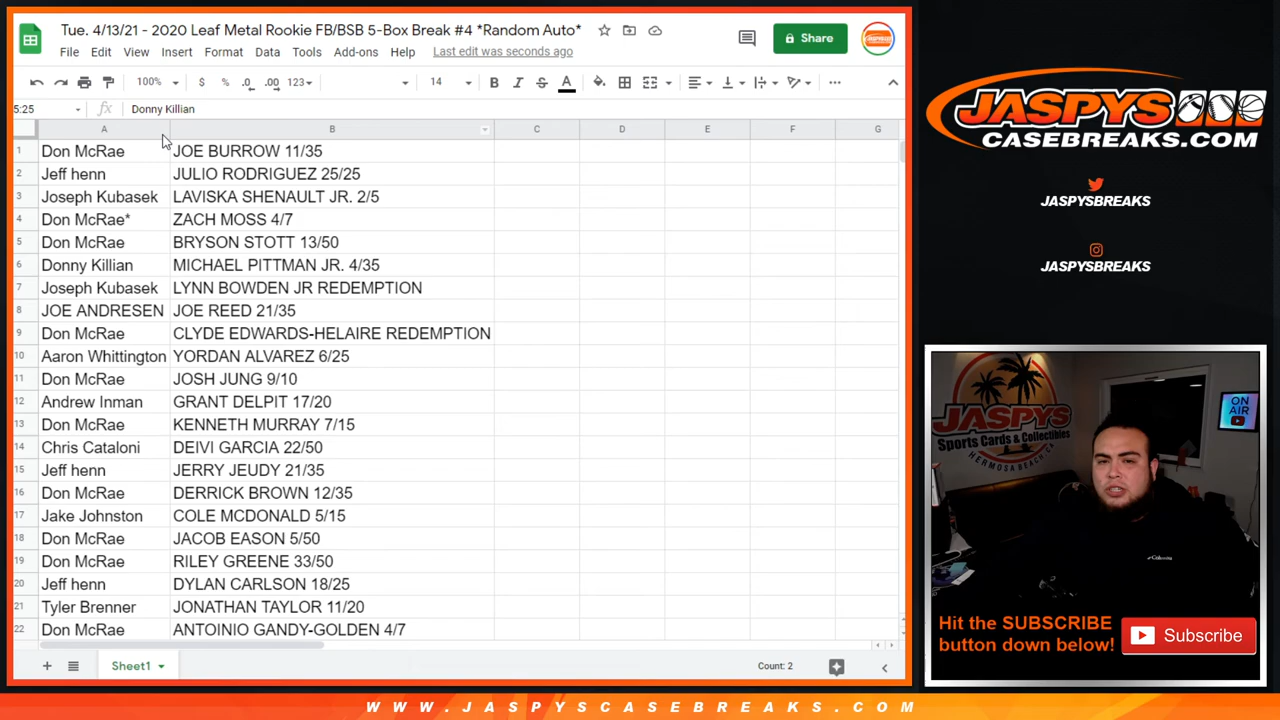 Tue. 4/13/21 - 2020 Leaf Metal Rookie FB/BSB 5-Box Break #4 *Random Auto*
File Edit View Insert Format Data Tools Add-ons Help Last edit was seconds ago
Share
100% $ % .0 .00 123 14 B I S A
5:25 fx Donny Killian
A B C D E F G
1 Don McRae JOE BURROW 11/35
2 Jeff henn JULIO RODRIGUEZ 25/25
3 Joseph Kubasek LAVISKA SHENAULT JR. 2/5
4 Don McRae* ZACH MOSS 4/7
5 Don McRae BRYSON STOTT 13/50
6 Donny Killian MICHAEL PITTMAN JR. 4/35
7 Joseph Kubasek LYNN BOWDEN JR REDEMPTION
8 JOE ANDRESEN JOE REED 21/35
9 Don McRae CLYDE EDWARDS-HELAIRE REDEMPTION
10 Aaron Whittington YORDAN ALVAREZ 6/25
11 Don McRae JOSH JUNG 9/10
12 Andrew Inman GRANT DELPIT 17/20
13 Don McRae KENNETH MURRAY 7/15
14 Chris Cataloni DEIVI GARCIA 22/50
15 Jeff henn JERRY JEUDY 21/35
16 Don McRae DERRICK BROWN 12/35
17 Jake Johnston COLE MCDONALD 5/15
18 Don McRae JACOB EASON 5/50
19 Don McRae RILEY GREENE 33/50
20 Jeff henn DYLAN CARLSON 18/25
21 Tyler Brenner JONATHAN TAYLOR 11/20
22 Don McRae ANTOINIO GANDY-GOLDEN 4/7
Sheet1 Count: 2
JASPYS
CASEBREAKS.COM
JASPYSBREAKS
JASPYSBREAKS
JASPYS
Sports Cards & Collectibles
HERMOSA BEACH, CA
ON AIR
Columbia
Hit the SUBSCRIBE
button down below!
Subscribe
WWW.JASPYSCASEBREAKS.COM